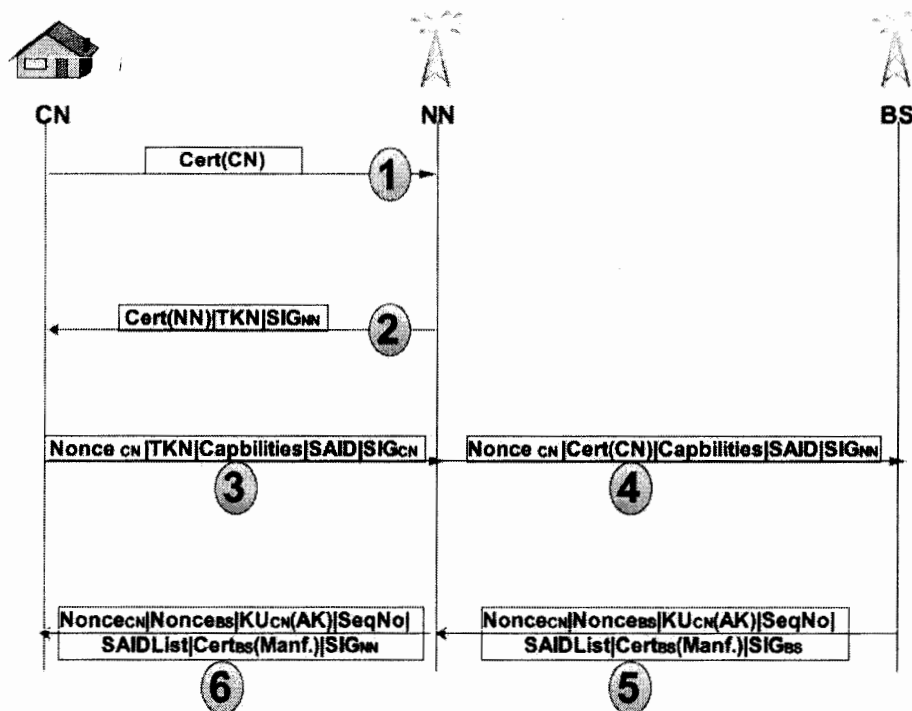 CN NN BS
Cert(CN)
1
Cert(NN)|TKN|SIGNN
2
Nonce CN|TKN|Capbilities|SAID|SIGCN
3
Nonce CN|Cert(CN)|Capbilities|SAID|SIGNN
4
NonceCN|NonceBS|KUCN(AK)|SeqNo|
SAIDList|CertBS(Manf.)|SIGNN
6
NonceCN|NonceBS|KUCN(AK)|SeqNo|
SAIDList|CertBS(Manf.)|SIGBS
5